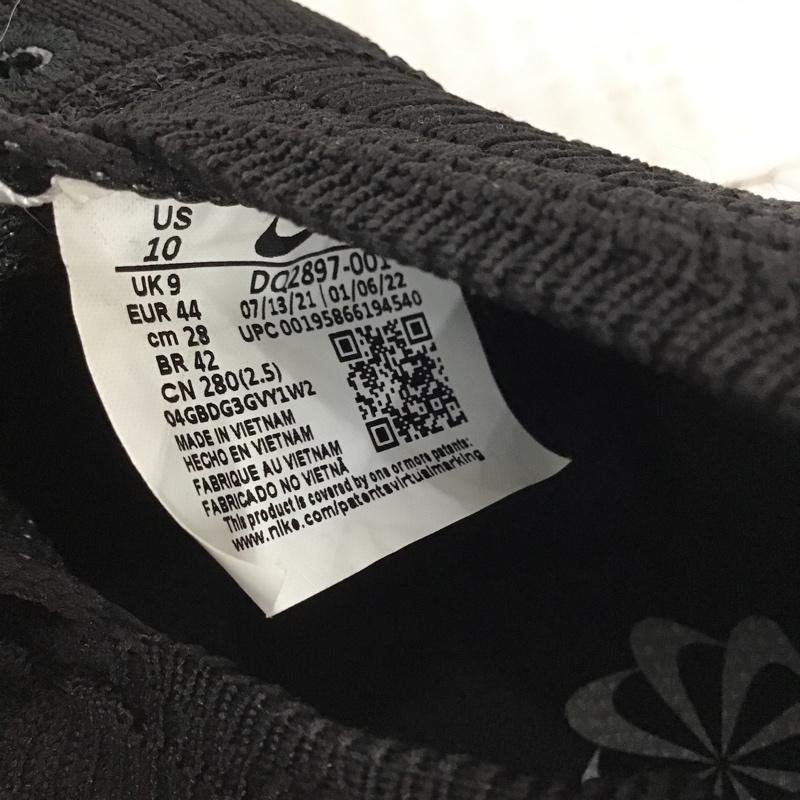 US
10
UK 9
EUR 44
cm 28
BR 42
CN 280(2.5)
04GBDG3GVY1W2
DQ2897-001
07/13/21 | 01/06/22
UPC 00195866194540
MADE IN VIETNAM
HECHO EN VIETNAM
FABRIQUE AU VIETNAM
FABRICADO NO VIETNÃ
This product is covered by one or more patents:
www.nike.com/patentsvirtualmarking